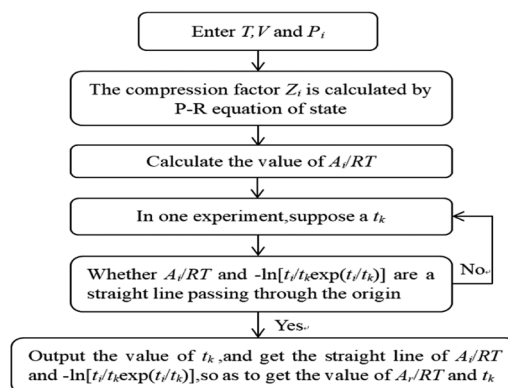 Enter T,V and Pi
The compression factor Zi is calculated by
P-R equation of state
Calculate the value of Ai/RT
In one experiment,suppose a tk
Whether Ai/RT and -ln[ti/tkexp(ti/tk)] are a
straight line passing through the origin
No
Yes
Output the value of tk,and get the straight line of Ai/RT
and -ln[ti/tkexp(ti/tk)],so as to get the value of Ar/RT and tk